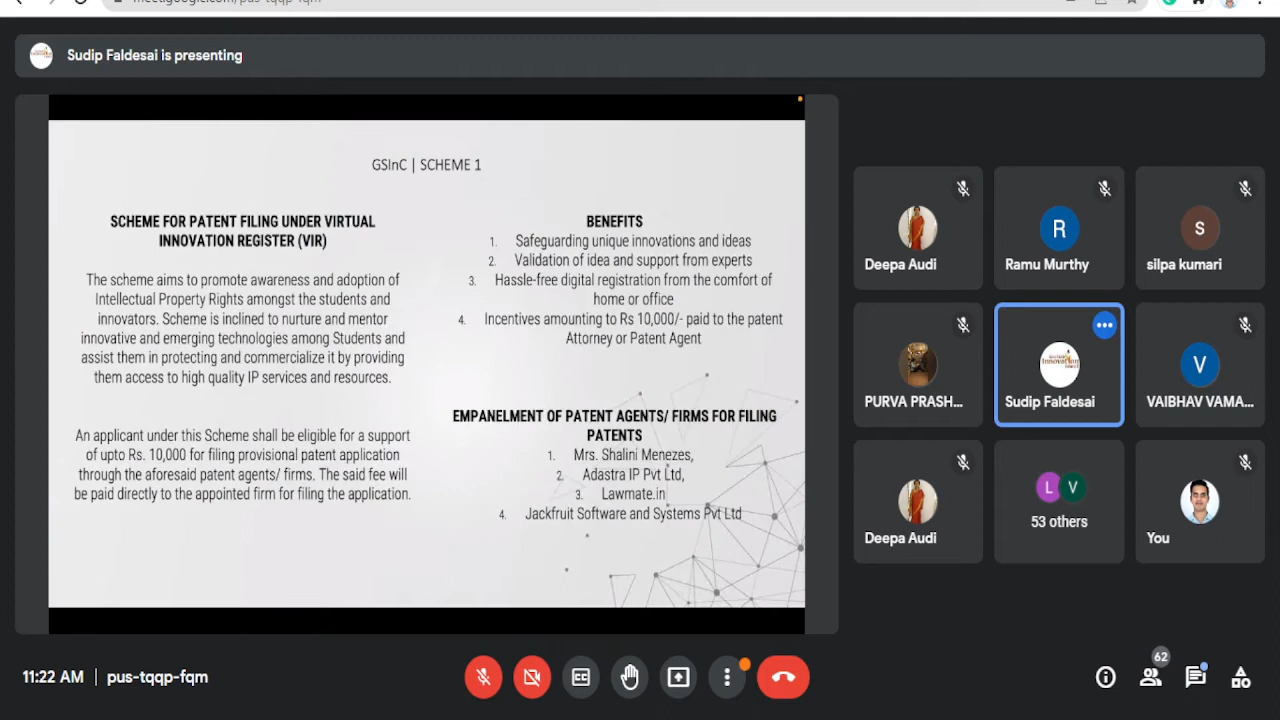 meet.google.com/pus-tqqp-fqm
Sudip Faldesai is presenting
GSInC | SCHEME 1
SCHEME FOR PATENT FILING UNDER VIRTUAL
INNOVATION REGISTER (VIR)
The scheme aims to promote awareness and adoption of
Intellectual Property Rights amongst the students and
innovators. Scheme is inclined to nurture and mentor
innovative and emerging technologies among Students and
assist them in protecting and commercialize it by providing
them access to high quality IP services and resources.
An applicant under this Scheme shall be eligible for a support
of upto Rs. 10,000 for filing provisional patent application
through the aforesaid patent agents/ firms. The said fee will
be paid directly to the appointed firm for filing the application.
BENEFITS
1. Safeguarding unique innovations and ideas
2. Validation of idea and support from experts
3. Hassle-free digital registration from the comfort of
home or office
4. Incentives amounting to Rs 10,000/- paid to the patent
Attorney or Patent Agent
EMPANELMENT OF PATENT AGENTS/ FIRMS FOR FILING
PATENTS
1. Mrs. Shalini Menezes,
2. Adastra IP Pvt Ltd,
3. Lawmate.in
4. Jackfruit Software and Systems Pvt Ltd
Deepa Audi
R
Ramu Murthy
s
silpa kumari
PURVA PRASH...
Innovation
Sudip Faldesai
V
VAIBHAV VAMA...
Deepa Audi
L V
53 others
You
11:22 AM | pus-tqqp-fqm
CC
62